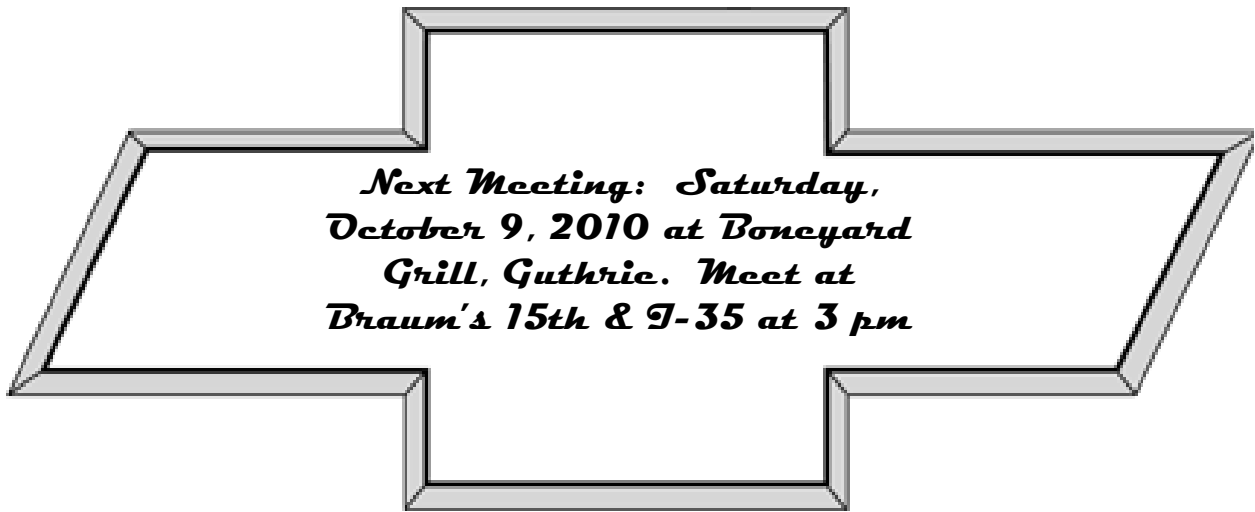 Next Meeting:  Saturday,
October 9, 2010 at Boneyard
Grill, Guthrie.  Meet at
Braum's 15th & I-35 at 3 pm